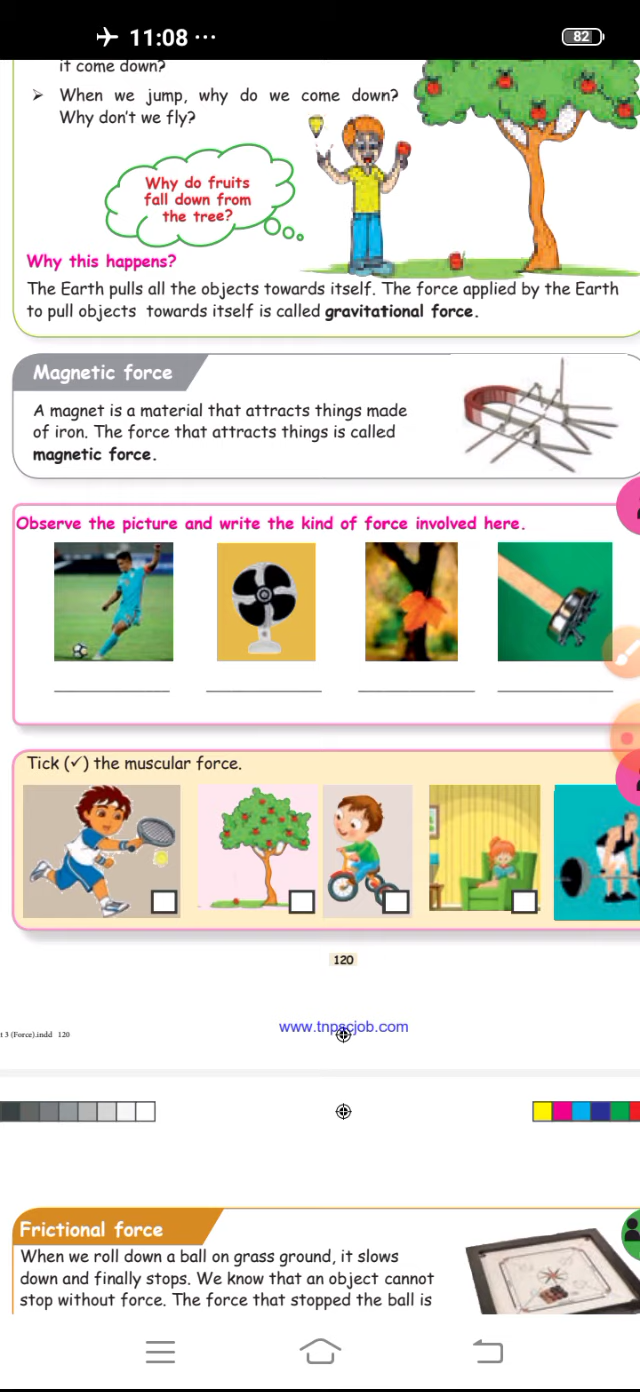 11:08 ...
82
it come down?
➢ When we jump, why do we come down?
Why don't we fly?
Why do fruits
fall down from
the tree?
Why this happens?
The Earth pulls all the objects towards itself. The force applied by the Earth
to pull objects towards itself is called gravitational force.
Magnetic force
A magnet is a material that attracts things made
of iron. The force that attracts things is called
magnetic force.
Observe the picture and write the kind of force involved here.
Tick (✓) the muscular force.
120
t 3 (Force).indd 120
www.tnpscjob.com
Frictional force
When we roll down a ball on grass ground, it slows
down and finally stops. We know that an object cannot
stop without force. The force that stopped the ball is